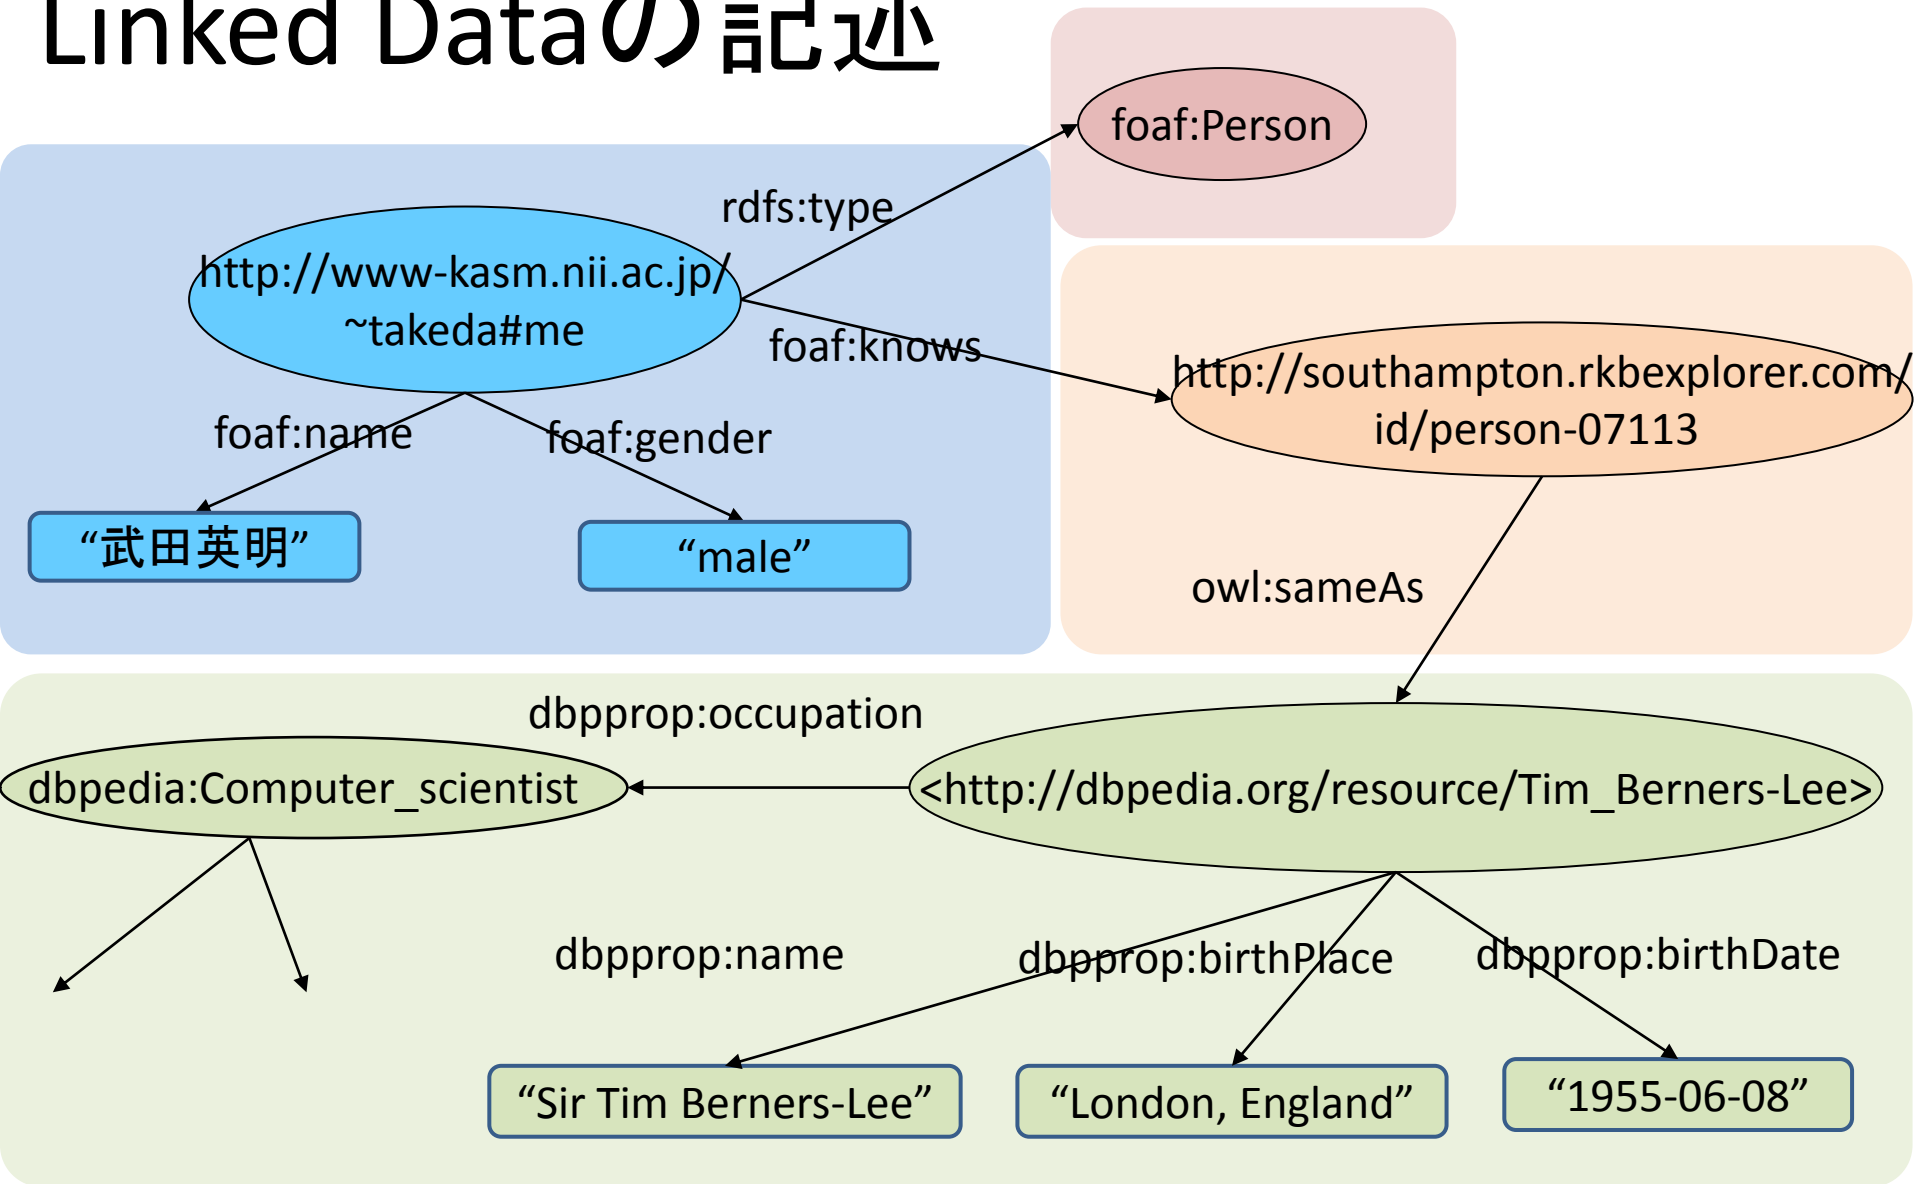 Linked Dataの記述
foaf:Person
rdfs:type
http://www-kasm.nii.ac.jp/
~takeda#me
foaf:knows
http://southampton.rkbexplorer.com/
id/person-07113
foaf:name
foaf:gender
“武田英明”
“male”
owl:sameAs
dbpprop:occupation
dbpedia:Computer_scientist
<http://dbpedia.org/resource/Tim_Berners-Lee>
dbpprop:name
dbpprop:birthPlace
dbpprop:birthDate
“Sir Tim Berners-Lee”
“London, England”
“1955-06-08”